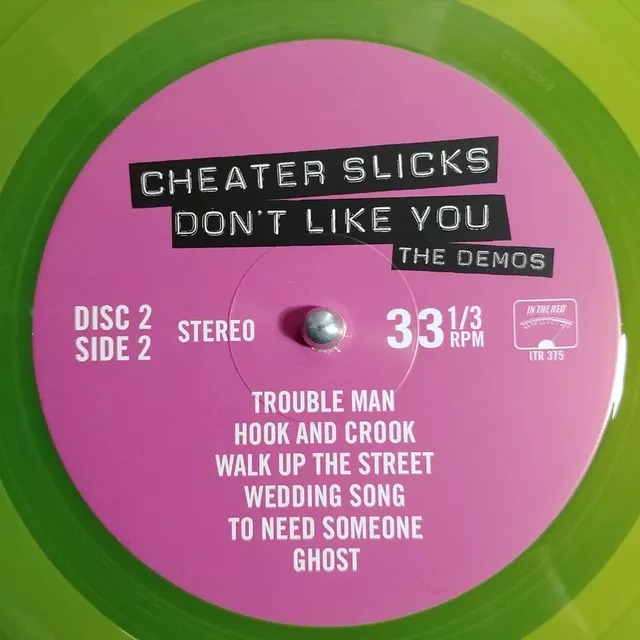 CHEATER SLICKS
DON'T LIKE YOU
THE DEMOS
DISC 2
SIDE 2
STEREO
33 1/3
RPM
IN THE RED
ITR 375
TROUBLE MAN
HOOK AND CROOK
WALK UP THE STREET
WEDDING SONG
TO NEED SOMEONE
GHOST